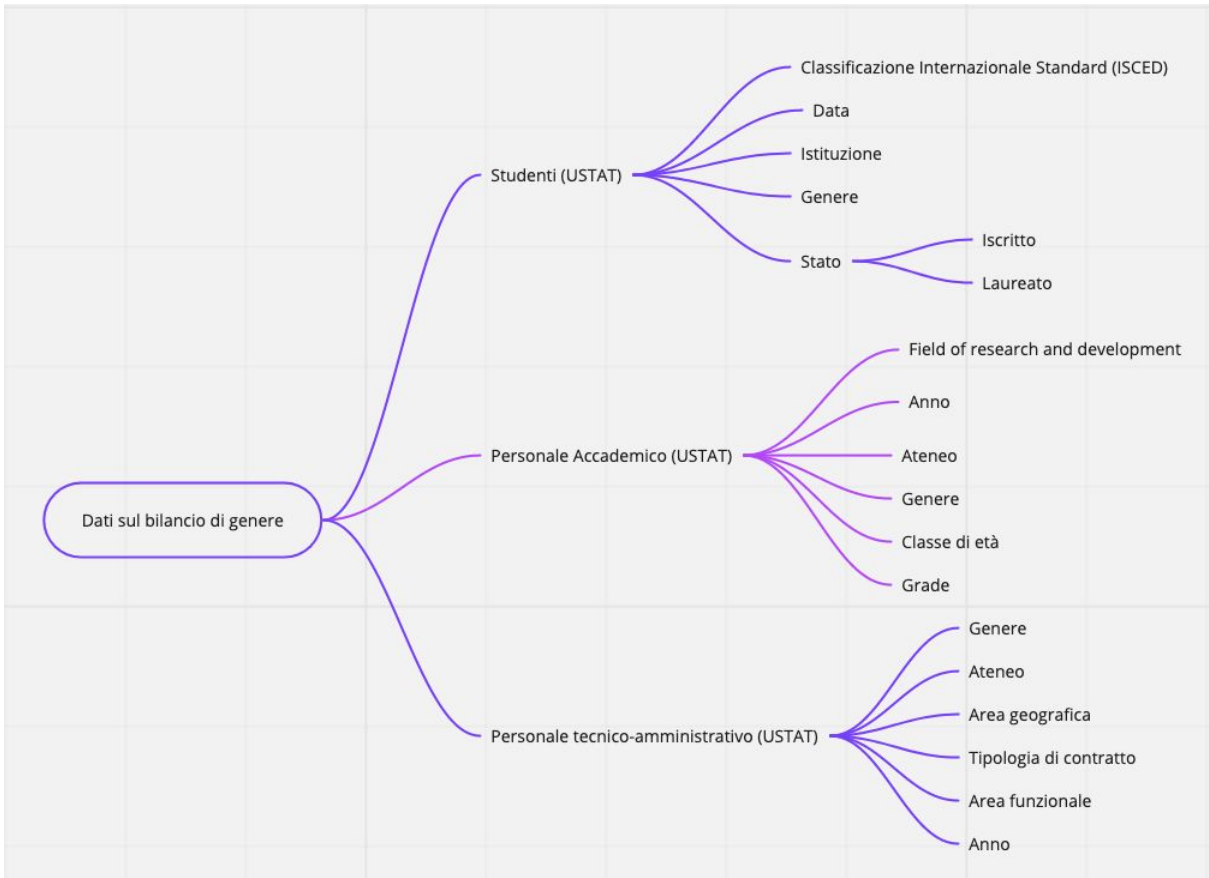 Dati sul bilancio di genere
Studenti (USTAT)
Classificazione Internazionale Standard (ISCED)
Data
Istituzione
Genere
Stato
Iscritto
Laureato
Personale Accademico (USTAT)
Field of research and development
Anno
Ateneo
Genere
Classe di età
Grade
Personale tecnico-amministrativo (USTAT)
Genere
Ateneo
Area geografica
Tipologia di contratto
Area funzionale
Anno